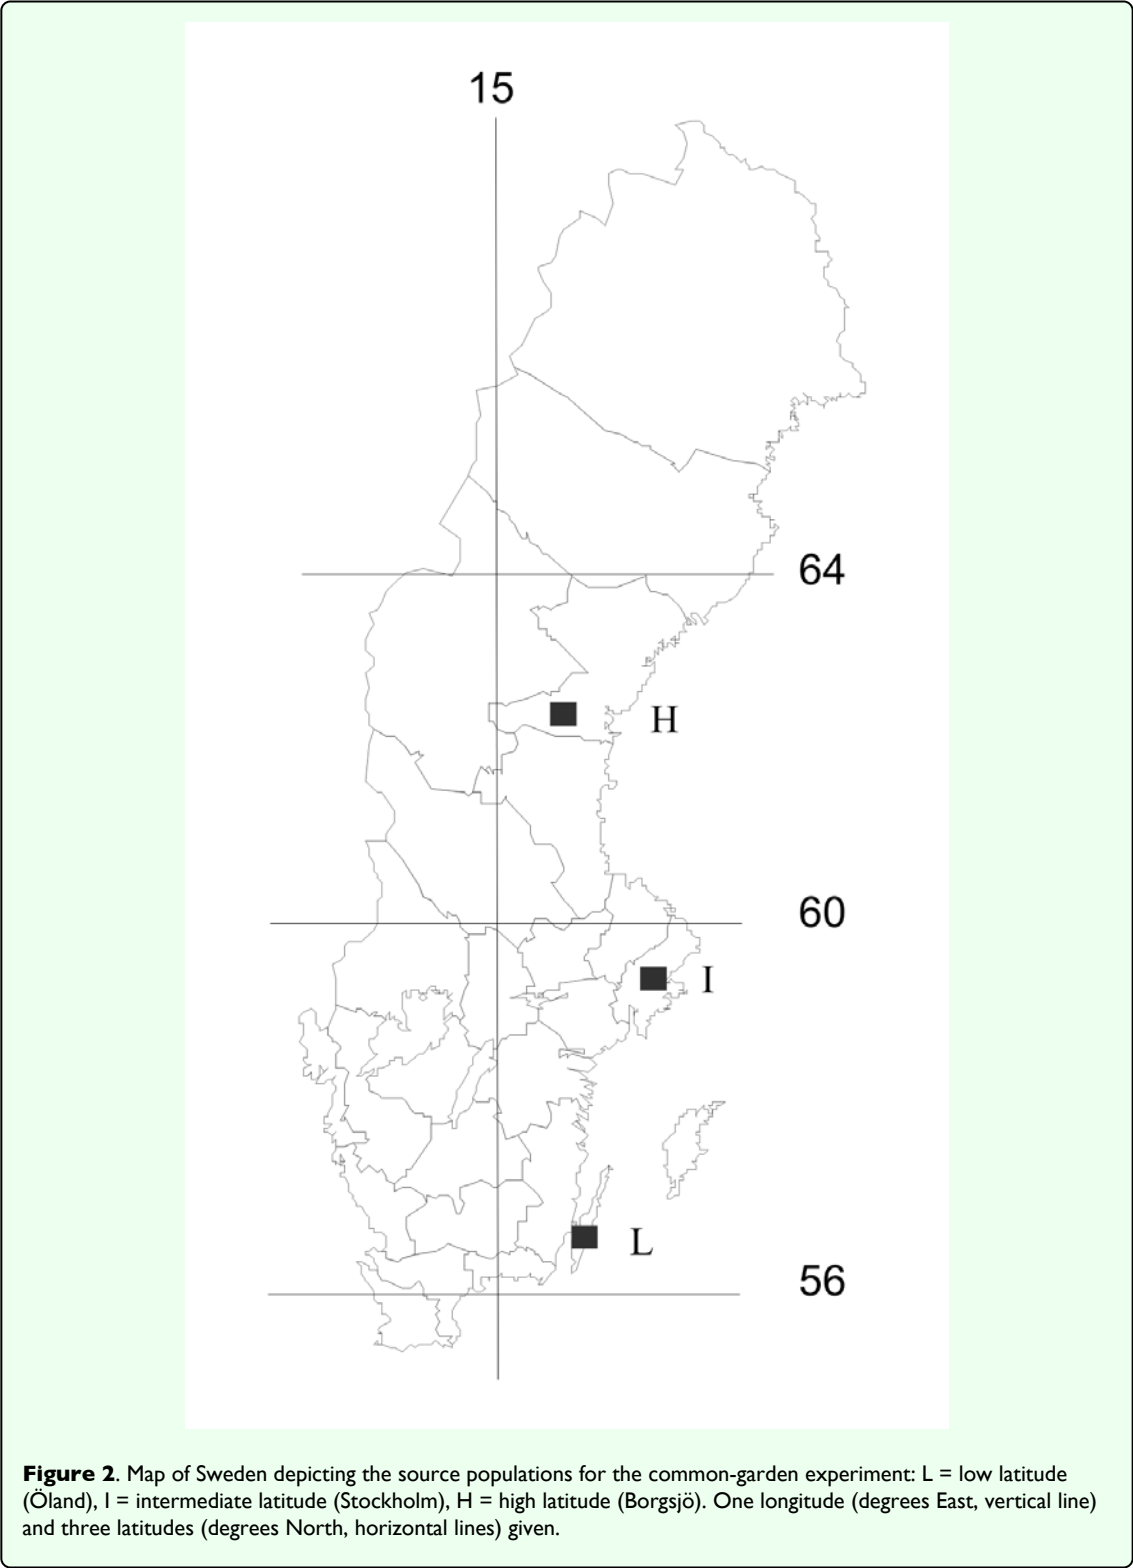 15
64
H
60
I
L
56
Figure 2. Map of Sweden depicting the source populations for the common-garden experiment: L = low latitude
(Öland), I = intermediate latitude (Stockholm), H = high latitude (Borgsjö). One longitude (degrees East, vertical line)
and three latitudes (degrees North, horizontal lines) given.